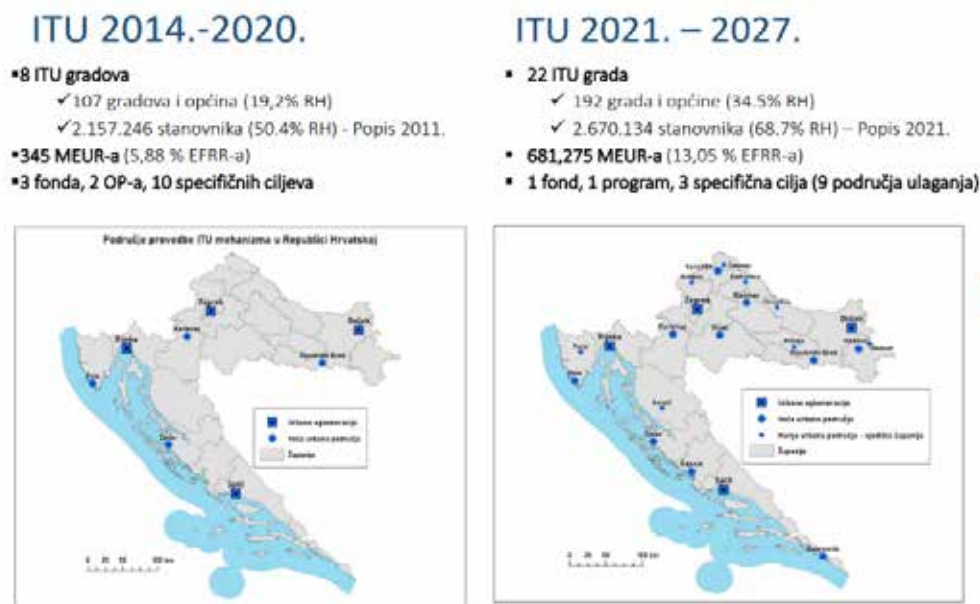 ITU 2014.-2020.
▪8 ITU gradova
✓107 gradova i općina (19,2% RH)
✓2.157.246 stanovnika (50.4% RH) - Popis 2011.
▪345 MEUR-a (5,88 % EFRR-a)
▪3 fonda, 2 OP-a, 10 specifičnih ciljeva
Područje provedbe ITU mehanizma u Republici Hrvatskoj
Zagreb
Karlovac
Rijeka
Osijek
Slavonski Brod
Pula
Zadar
Split
Urbane aglomeracije
Veća urbana područja
Županije
ITU 2021. – 2027.
▪ 22 ITU grada
✓ 192 grada i općine (34.5% RH)
✓ 2.670.134 stanovnika (68.7% RH) – Popis 2021.
▪ 681,275 MEUR-a (13,05 % EFRR-a)
▪ 1 fond, 1 program, 3 specifična cilja (9 područja ulaganja)
Zagreb
Karlovac
Sisak
Rijeka
Osijek
Slavonski Brod
Zadar
Split
Dubrovnik
Urbane aglomeracije
Veća urbana područja
Manja urbana područja - sjedišta županija
Županije